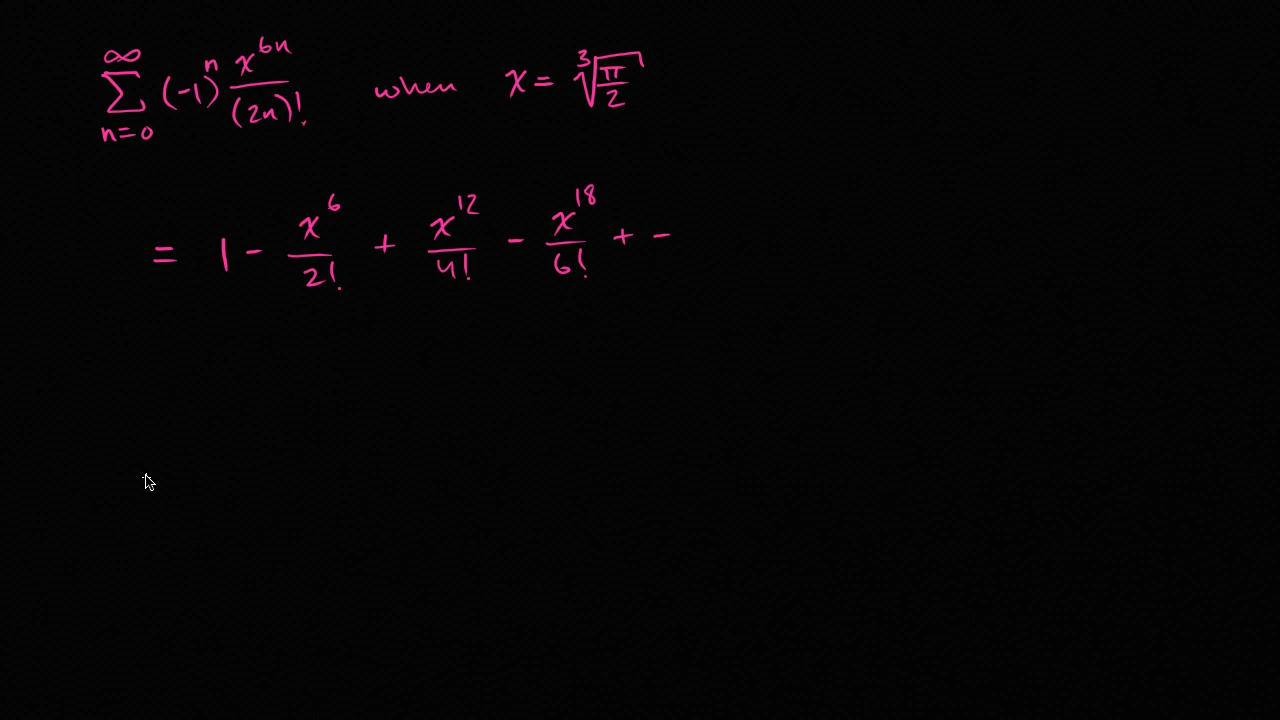 ∞∑n=0 (-1)^n x^6n/(2n)! when x = ∛(π/2)
= 1 - x^6/2! + x^12/4! - x^18/6! + -